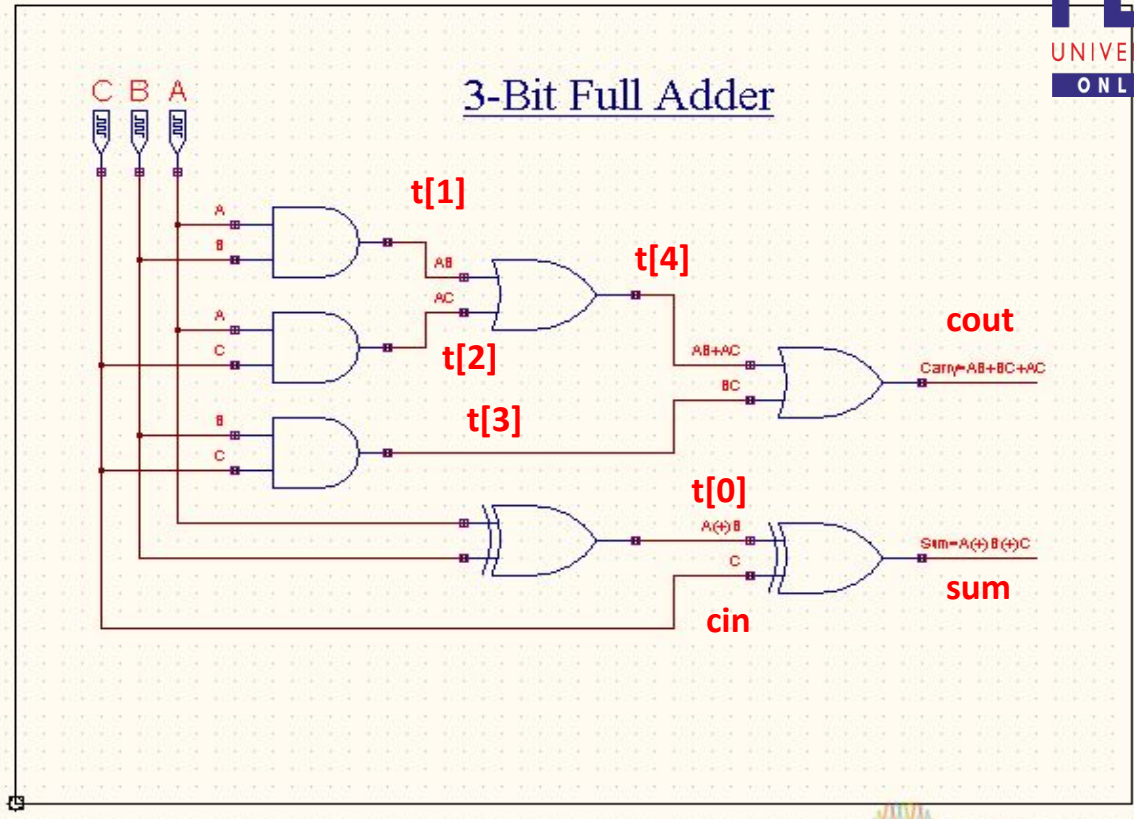 UNIVE
ONL
3-Bit Full Adder
C B A
t[1]
A
B
AB
t[4]
AC
A
C
t[2]
cout
AB+AC
Carry=AB+BC+AC
BC
t[3]
B
C
t[0]
A(+)B
Sum=A(+)B(+)C
C
sum
cin